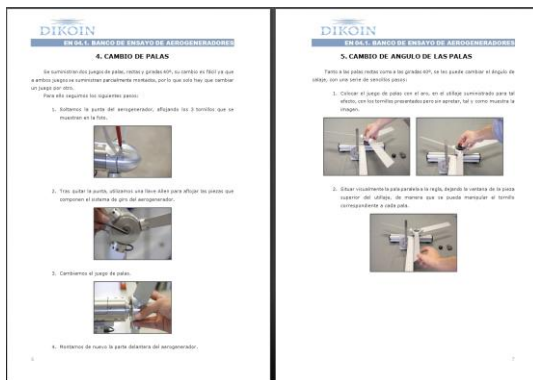 DIKOIN
EN 04.1. BANCO DE ENSAYO DE AEROGENERADORES
4. CAMBIO DE PALAS
Se suministran dos juegos de palas, rectas y giradas 40º, su cambio es fácil ya que
a ambos juegos se suministran parcialmente montados, por lo que solo hay que cambiar
un juego por otro.
Para ello seguimos los siguientes pasos:
1. Soltamos la punta del aerogenerador, aflojando los 3 tornillos que se
muestran en la foto.
2. Tras quitar la punta, utilizamos una llave Allen para aflojar las piezas que
componen el sistema de giro del aerogenerador.
3. Cambiamos el juego de palas.
4. Montamos de nuevo la parte delantera del aerogenerador.
6
DIKOIN
EN 04.1. BANCO DE ENSAYO DE AEROGENERADORES
5. CAMBIO DE ANGULO DE LAS PALAS
Tanto a las palas rectas como a las giradas 40º, se les puede cambiar el ángulo de
calaje, con una serie de sencillos pasos:
1. Colocar el juego de palas con el aro, en el utillaje suministrado para tal
efecto, con los tornillos presentados pero sin apretar, tal y como muestra la
imagen.
2. Situar visualmente la pala paralela a la regla, dejando la ventana de la pieza
superior del utillaje, de manera que se pueda manipular el tornillo
correspondiente a cada pala.
7